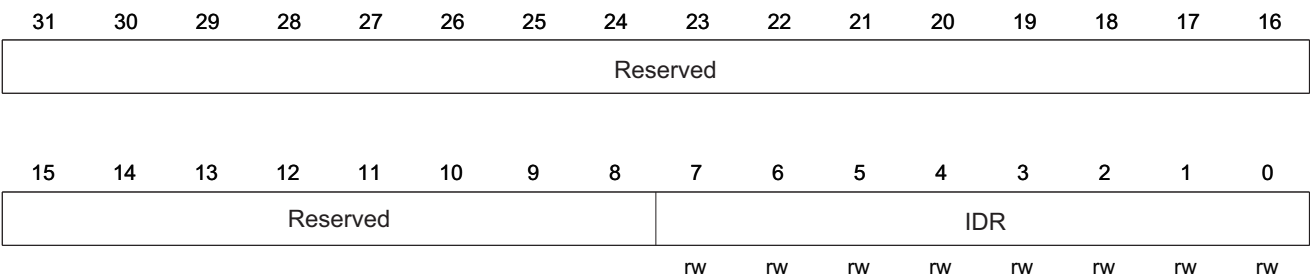 31 30 29 28 27 26 25 24 23 22 21 20 19 18 17 16
Reserved
15 14 13 12 11 10 9 8 7 6 5 4 3 2 1 0
Reserved IDR
rw rw rw rw rw rw rw rw